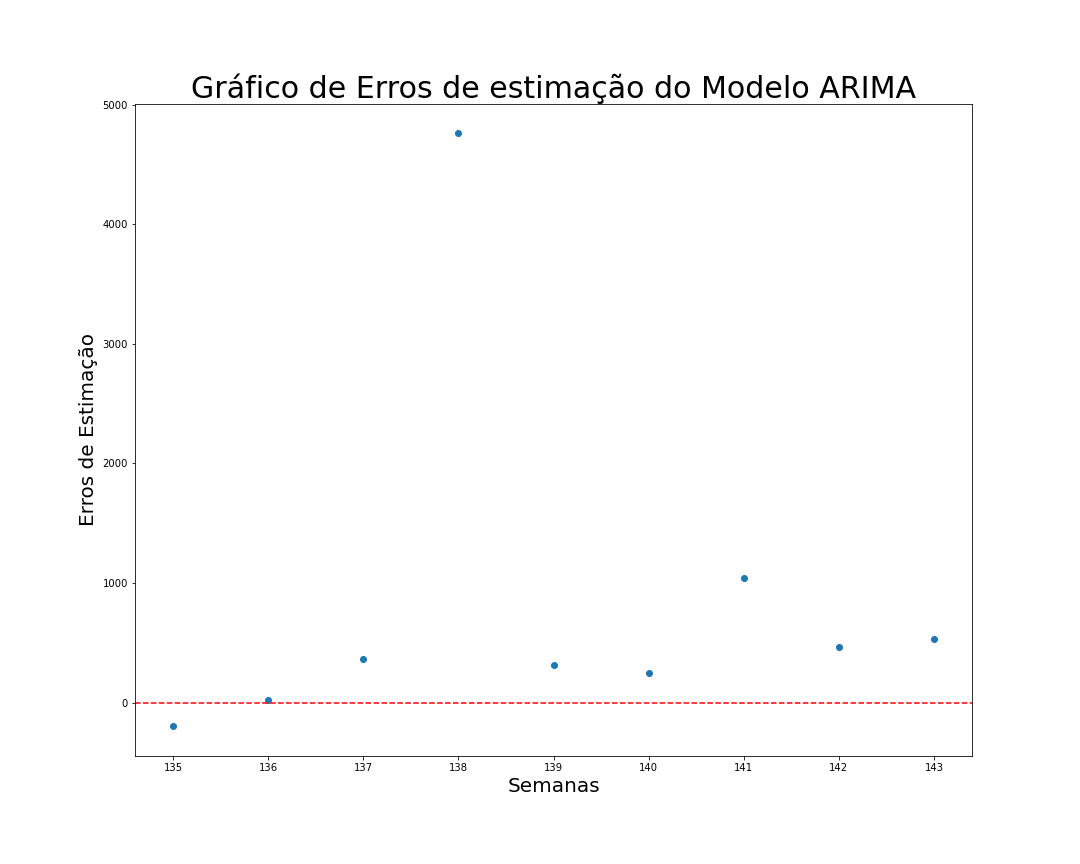 Gráfico de Erros de estimação do Modelo ARIMA
5000
4000
3000
2000
1000
0
Erros de Estimação
135 136 137 138 139 140 141 142 143
Semanas